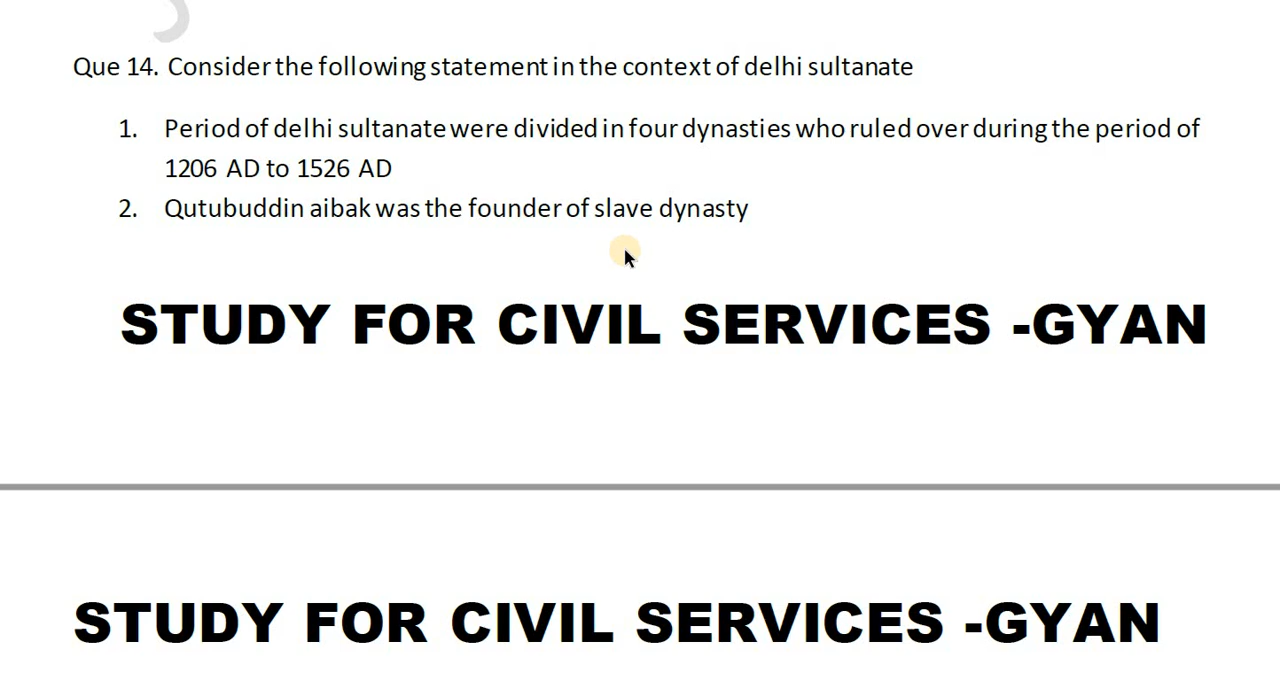 Que 14. Consider the following statement in the context of delhi sultanate
1. Period of delhi sultanate were divided in four dynasties who ruled over during the period of
1206 AD to 1526 AD
2. Qutubuddin aibak was the founder of slave dynasty
STUDY FOR CIVIL SERVICES -GYAN
STUDY FOR CIVIL SERVICES -GYAN